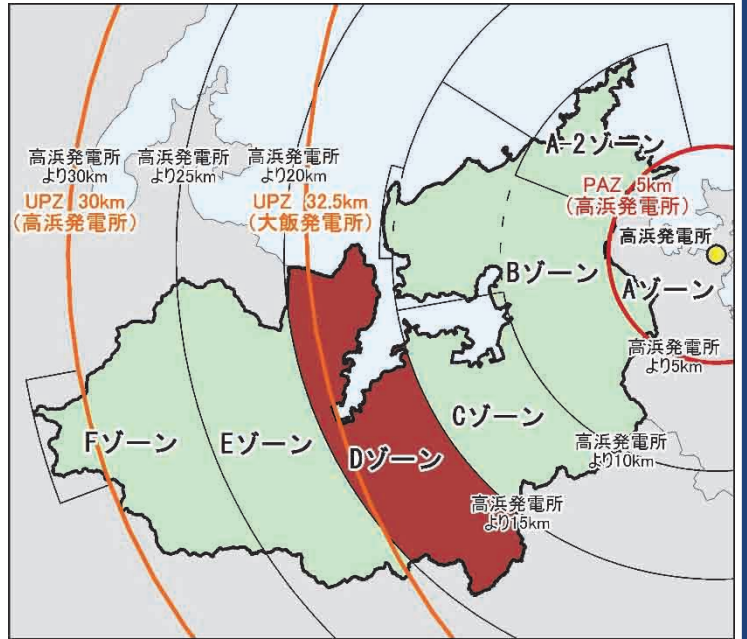 A-2ゾーン
高浜発電所
より30km
高浜発電所
より25km
高浜発電所
より20km
UPZ 30km
(高浜発電所)
UPZ 32.5km
(大飯発電所)
PAZ 5km
(高浜発電所)
高浜発電所
Bゾーン
Aゾーン
高浜発電所
より5km
Cゾーン
Fゾーン
Eゾーン
Dゾーン
高浜発電所
より10km
高浜発電所
より15km